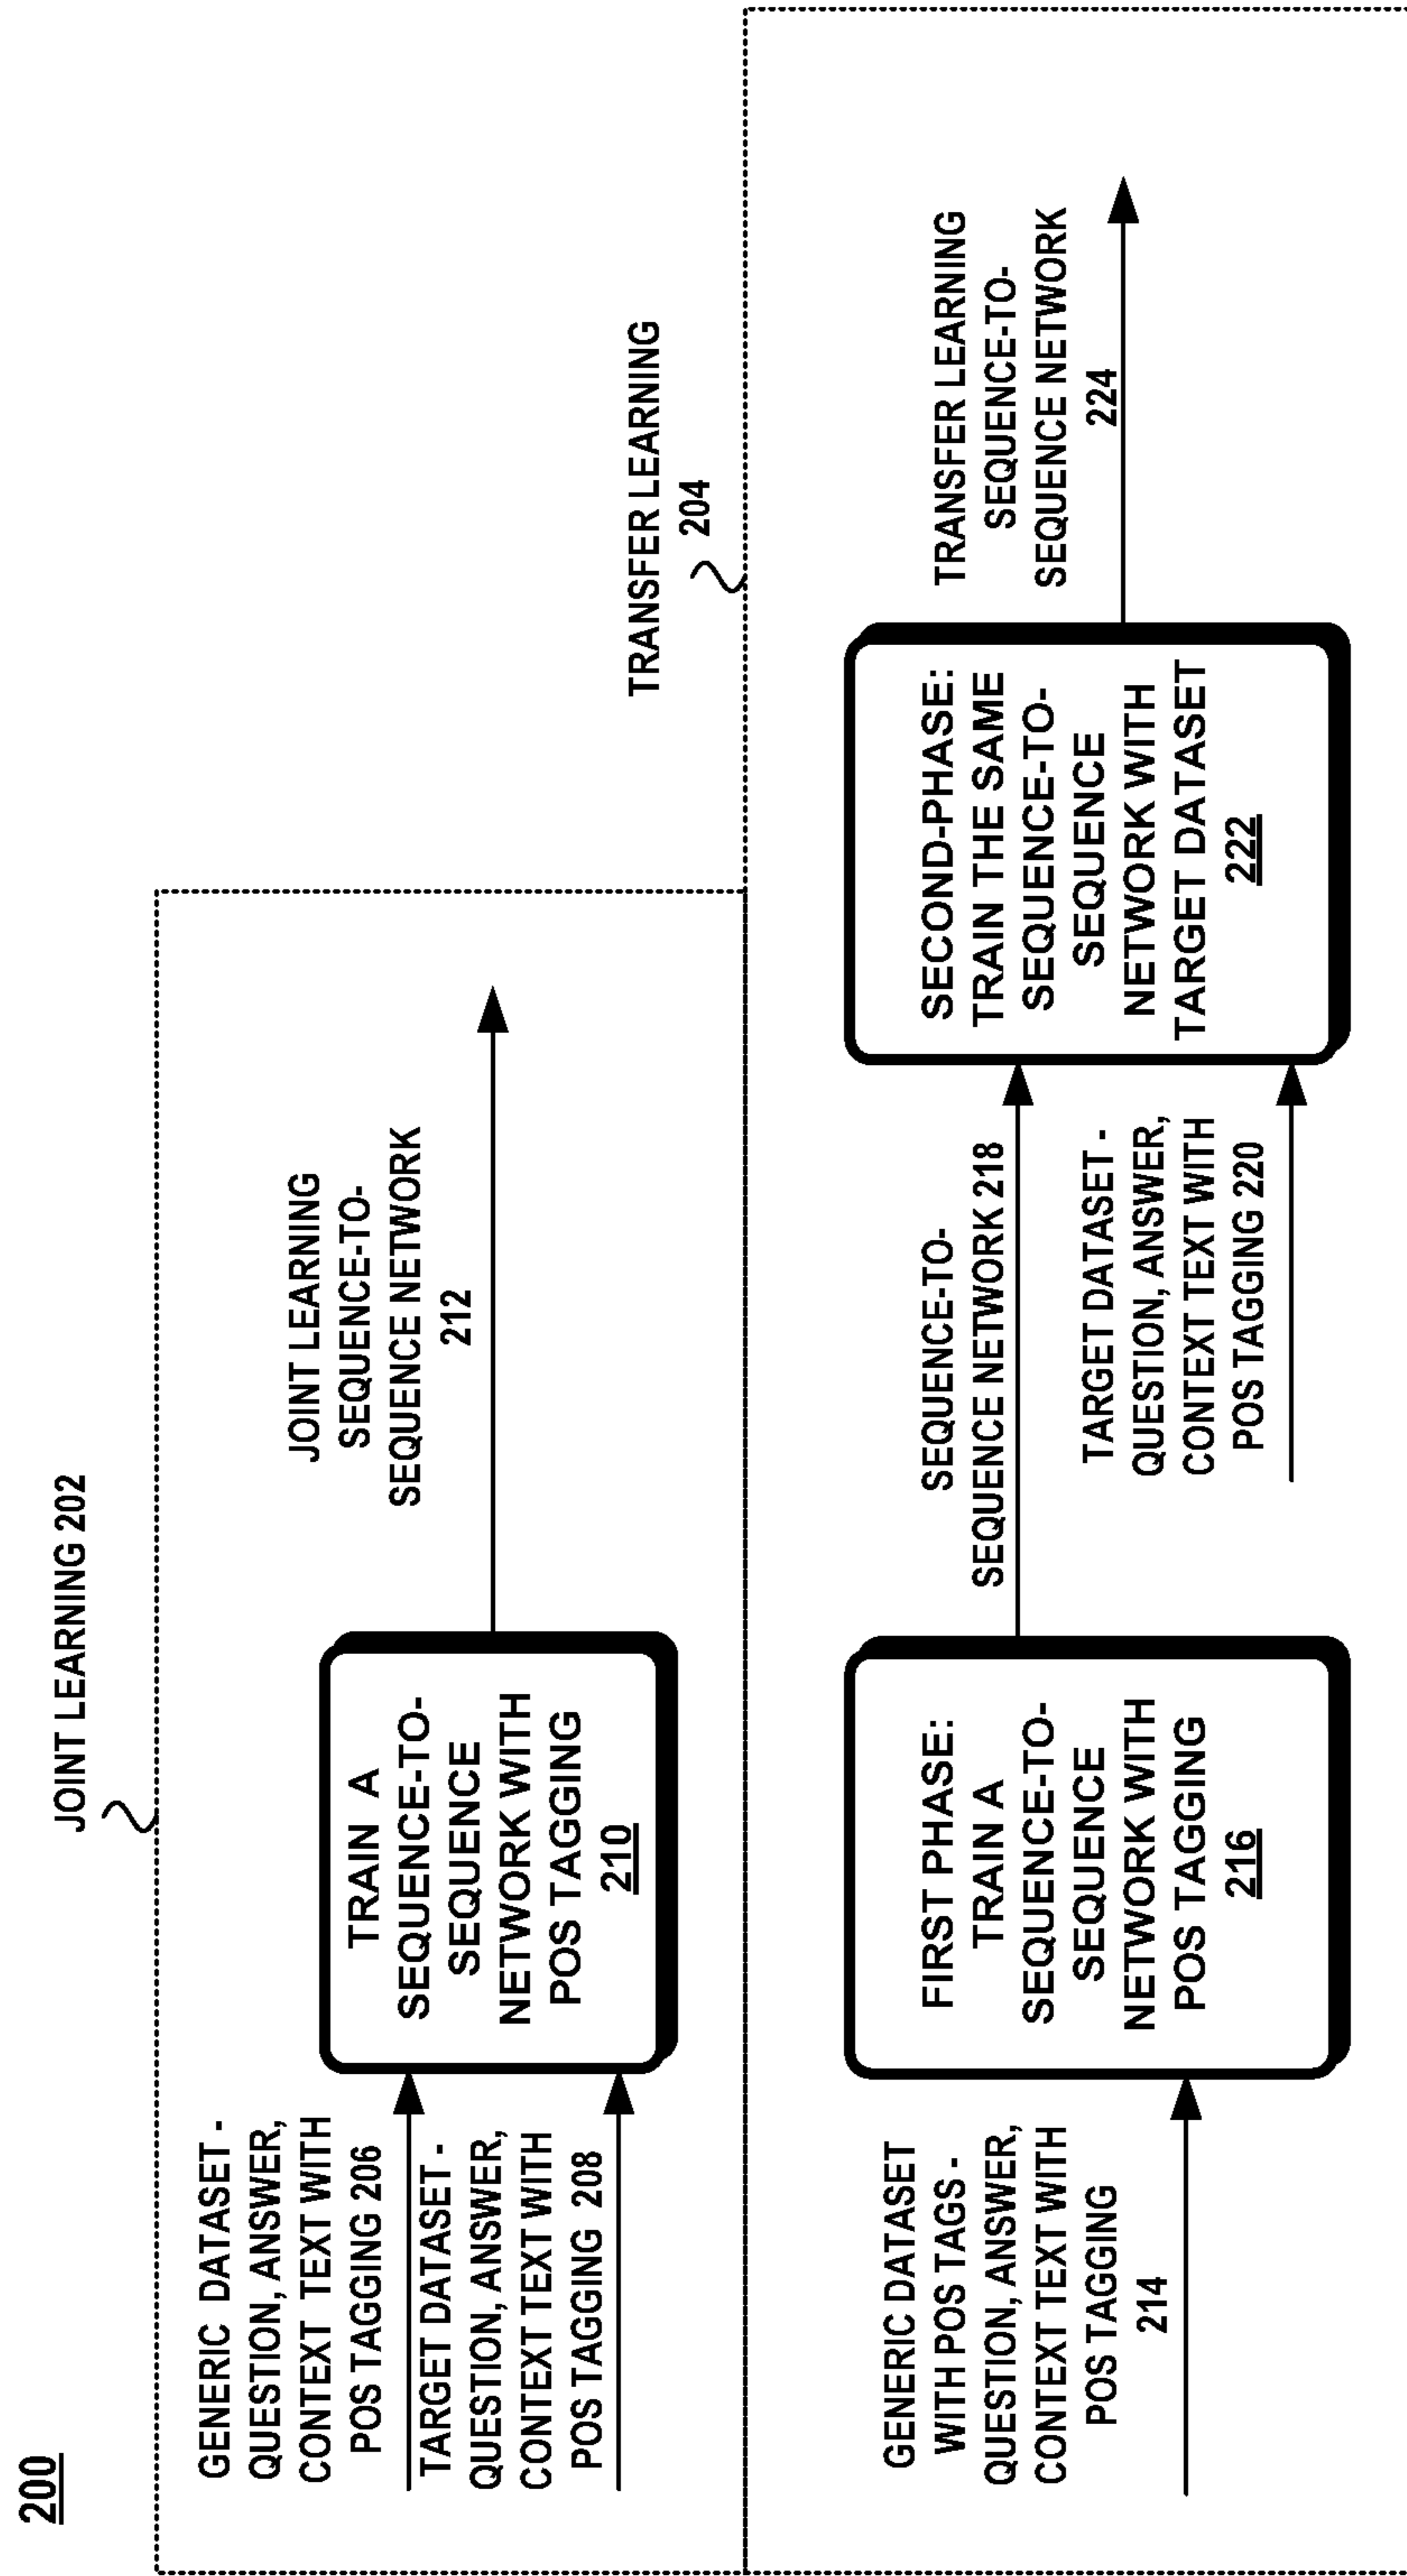 200
JOINT LEARNING 202
GENERIC DATASET -
QUESTION, ANSWER,
CONTEXT TEXT WITH
POS TAGGING 206
TARGET DATASET -
QUESTION, ANSWER,
CONTEXT TEXT WITH
POS TAGGING 208
TRAIN A
SEQUENCE-TO-
SEQUENCE
NETWORK WITH
POS TAGGING
210
JOINT LEARNING
SEQUENCE-TO-
SEQUENCE NETWORK
212
TRANSFER LEARNING
204
GENERIC DATASET
WITH POS TAGS -
QUESTION, ANSWER,
CONTEXT TEXT WITH
POS TAGGING
214
FIRST PHASE:
TRAIN A
SEQUENCE-TO-
SEQUENCE
NETWORK WITH
POS TAGGING
216
SEQUENCE-TO-
SEQUENCE NETWORK 218
TARGET DATASET -
QUESTION, ANSWER,
CONTEXT TEXT WITH
POS TAGGING 220
SECOND-PHASE:
TRAIN THE SAME
SEQUENCE-TO-
SEQUENCE
NETWORK WITH
TARGET DATASET
222
TRANSFER LEARNING
SEQUENCE-TO-
SEQUENCE NETWORK
224